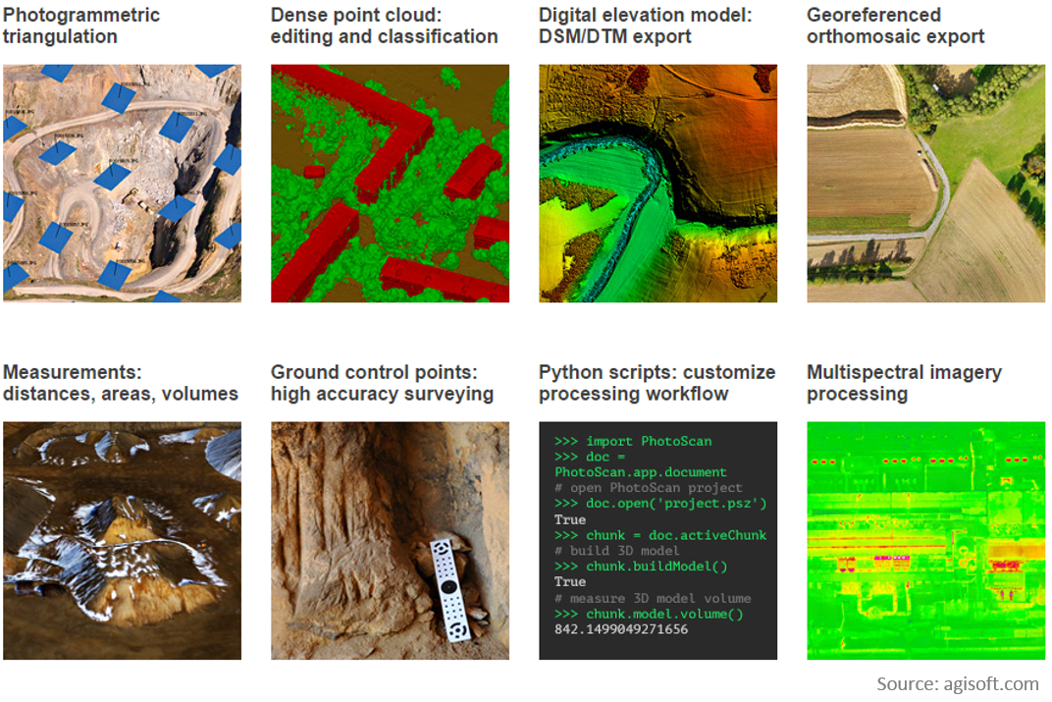 Photogrammetric
triangulation
Dense point cloud:
editing and classification
Digital elevation model:
DSM/DTM export
Georeferenced
orthomosaic export
Measurements:
distances, areas, volumes
Ground control points:
high accuracy surveying
Python scripts: customize
processing workflow
>>> import PhotoScan
>>> doc =
PhotoScan.app.document
# open PhotoScan project
>>> doc.open('project.psz')
True
>>> chunk = doc.activeChunk
# build 3D model
>>> chunk.buildModel()
True
# measure 3D model volume
>>> chunk.model.volume()
842.1499049271656
Multispectral imagery
processing
Source: agisoft.com